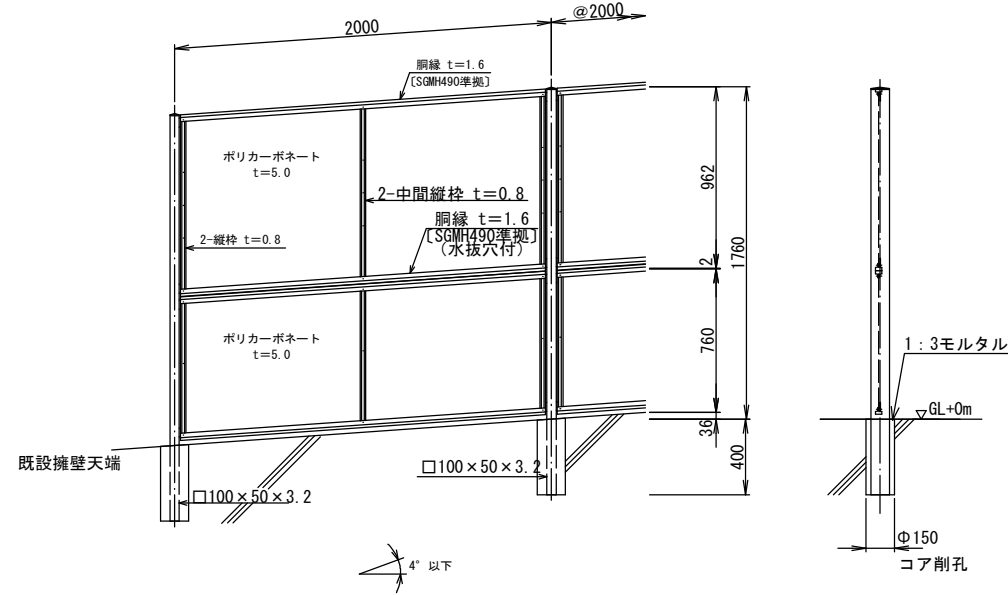 2000
@2000
胴縁 t=1.6
[SGMH490準拠]
ポリカーボネート
t=5.0
2-中間縦枠 t=0.8
胴縁 t=1.6
[SGMH490準拠]
(水抜穴付)
2-縦枠 t=0.8
ポリカーボネート
t=5.0
既設擁壁天端
□100×50×3.2
□100×50×3.2
4° 以下
962
2
760
36
1760
400
1:3モルタル
GL+0m
Φ150
コア削孔